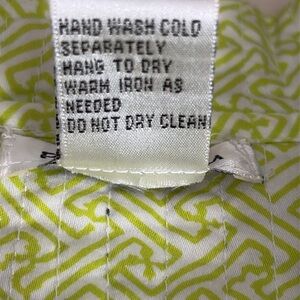 HAND WASH COLD
SEPARATELY
HANG TO DRY
WARM IRON AS
NEEDED
DO NOT DRY CLEAN